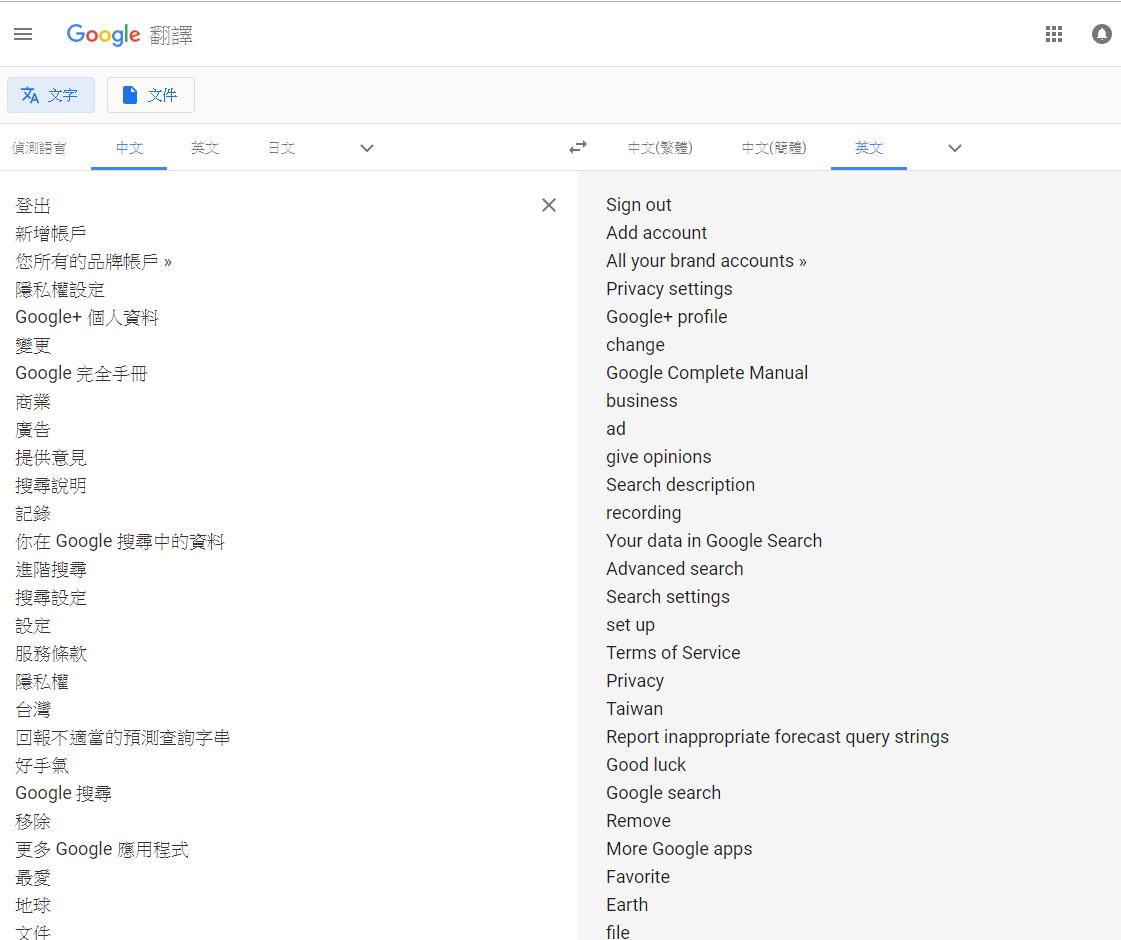 Google 翻譯
文字 文件
偵測語言 中文 英文 日文 中文(繁體) 中文(簡體) 英文
登出
新增帳戶
您所有的品牌帳戶 »
隱私權設定
Google+ 個人資料
變更
Google 完全手冊
商業
廣告
提供意見
搜尋說明
記錄
你在 Google 搜尋中的資料
進階搜尋
搜尋設定
設定
服務條款
隱私權
台灣
回報不適當的預測查詢字串
好手氣
Google 搜尋
移除
更多 Google 應用程式
最愛
地球
文件
Sign out
Add account
All your brand accounts »
Privacy settings
Google+ profile
change
Google Complete Manual
business
ad
give opinions
Search description
recording
Your data in Google Search
Advanced search
Search settings
set up
Terms of Service
Privacy
Taiwan
Report inappropriate forecast query strings
Good luck
Google search
Remove
More Google apps
Favorite
Earth
file